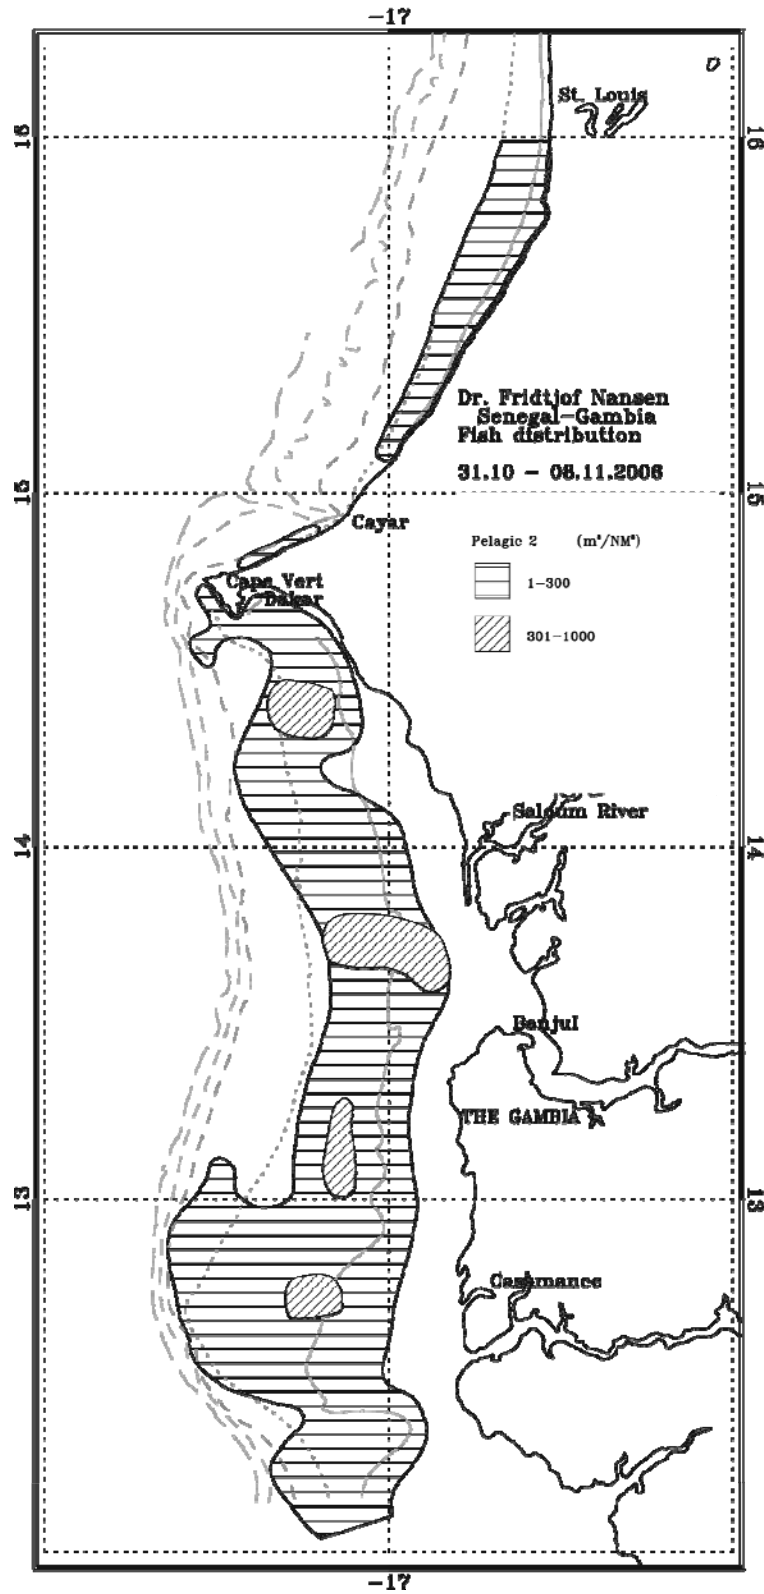 -17
St. Louis
16
16
Dr. Fridtjof Nansen
Senegal-Gambia
Fish distribution
31.10 - 08.11.2006
15
15
Cayar
Pelagic 2 (m²/NM²)
1-300
301-1000
Cape Vert
Dakar
Saloum River
14
14
Banjul
THE GAMBIA
13
13
Casamance
-17